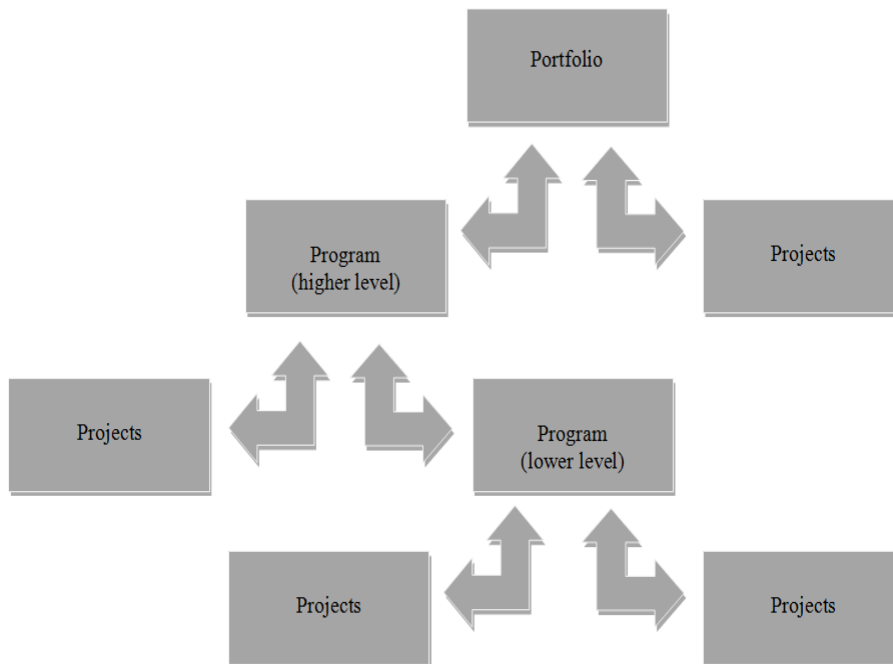 Portfolio
Program
(higher level)
Projects
Projects
Program
(lower level)
Projects
Projects